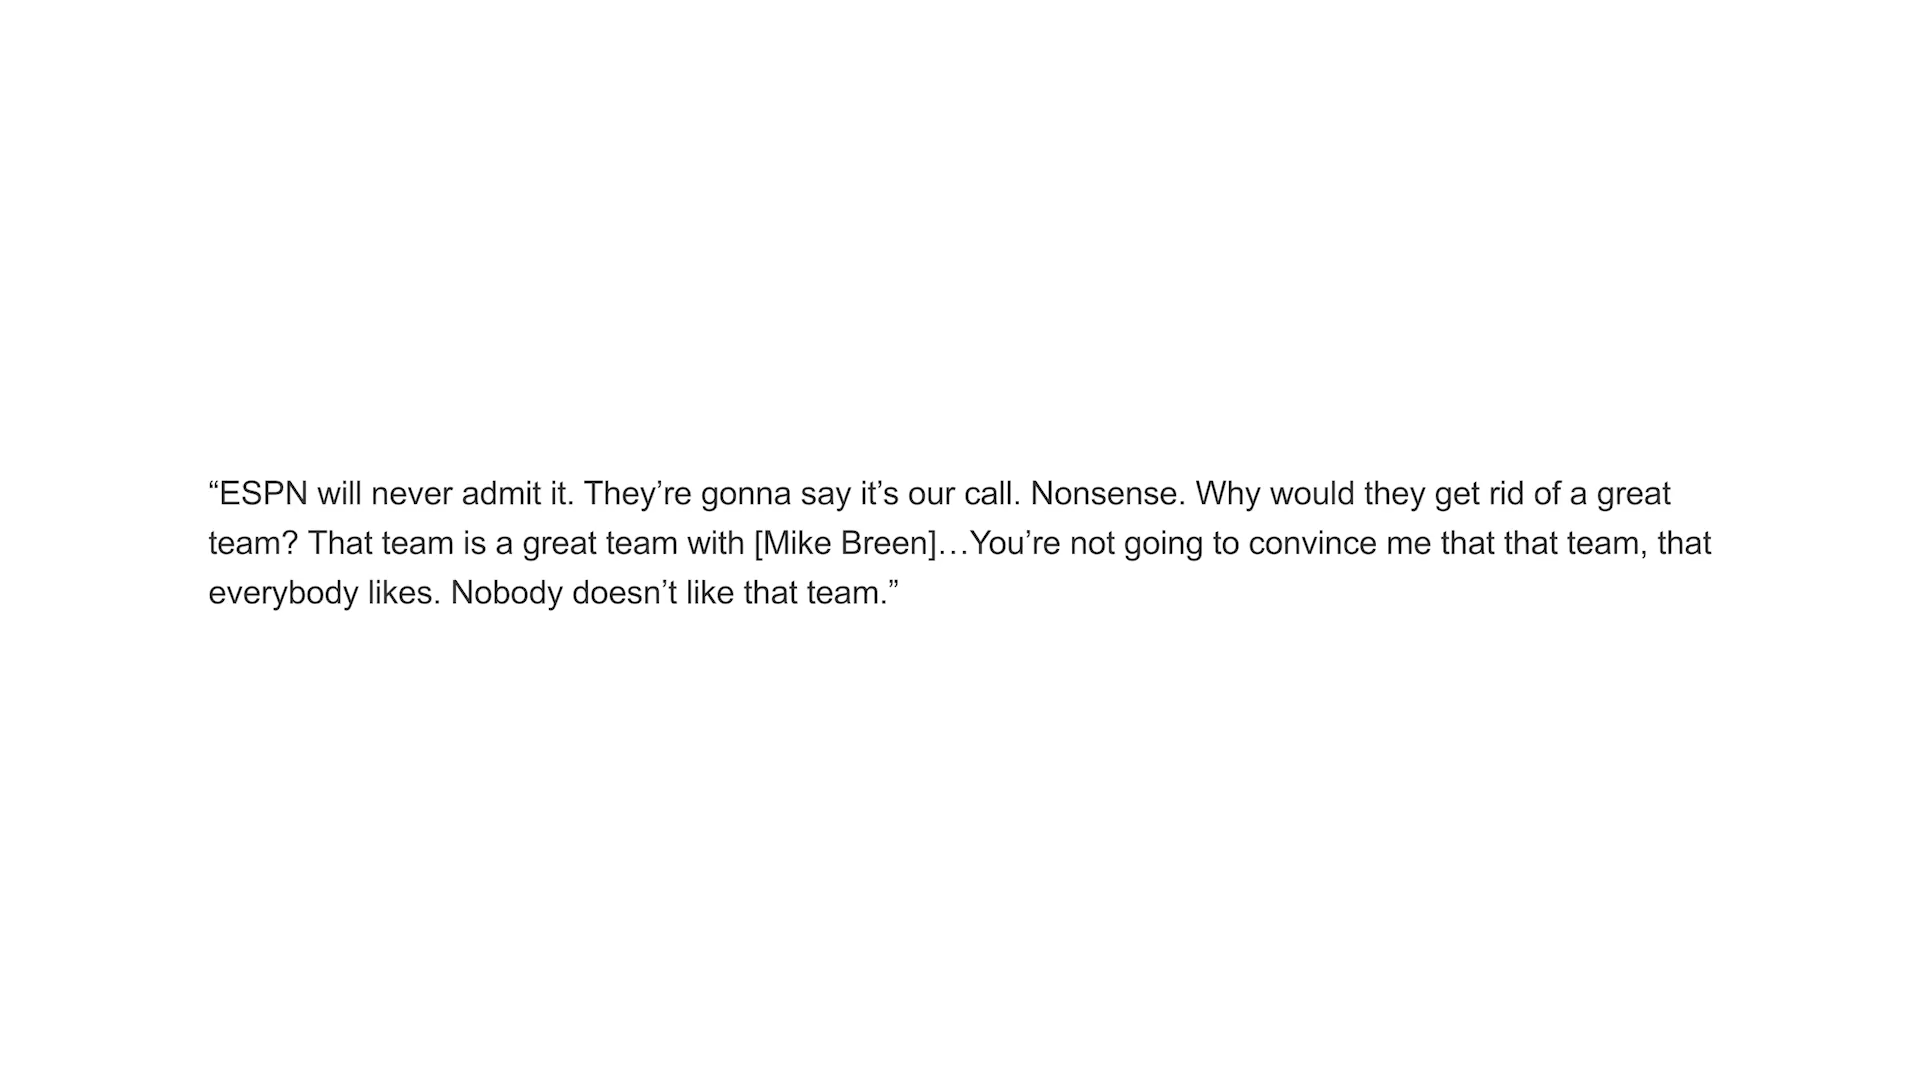 “ESPN will never admit it. They’re gonna say it’s our call. Nonsense. Why would they get rid of a great
team? That team is a great team with [Mike Breen]…You’re not going to convince me that that team, that
everybody likes. Nobody doesn’t like that team.”